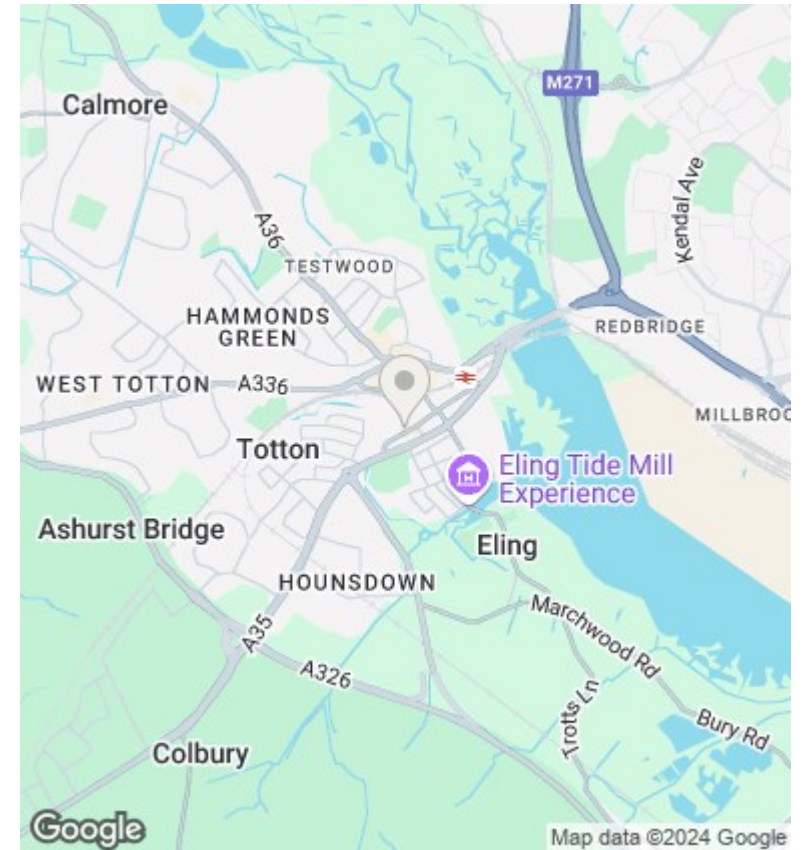 Calmore
M271
Kendal Ave
A36
TESTWOOD
HAMMONDS
GREEN
REDBRIDGE
WEST TOTTON
A336
MILLBROO
Totton
Eling Tide Mill
Experience
Ashurst Bridge
Eling
HOUNSDOWN
Marchwood Rd
A35
A326
Trotts Ln
Bury Rd
Colbury
Google
Map data ©2024 Google